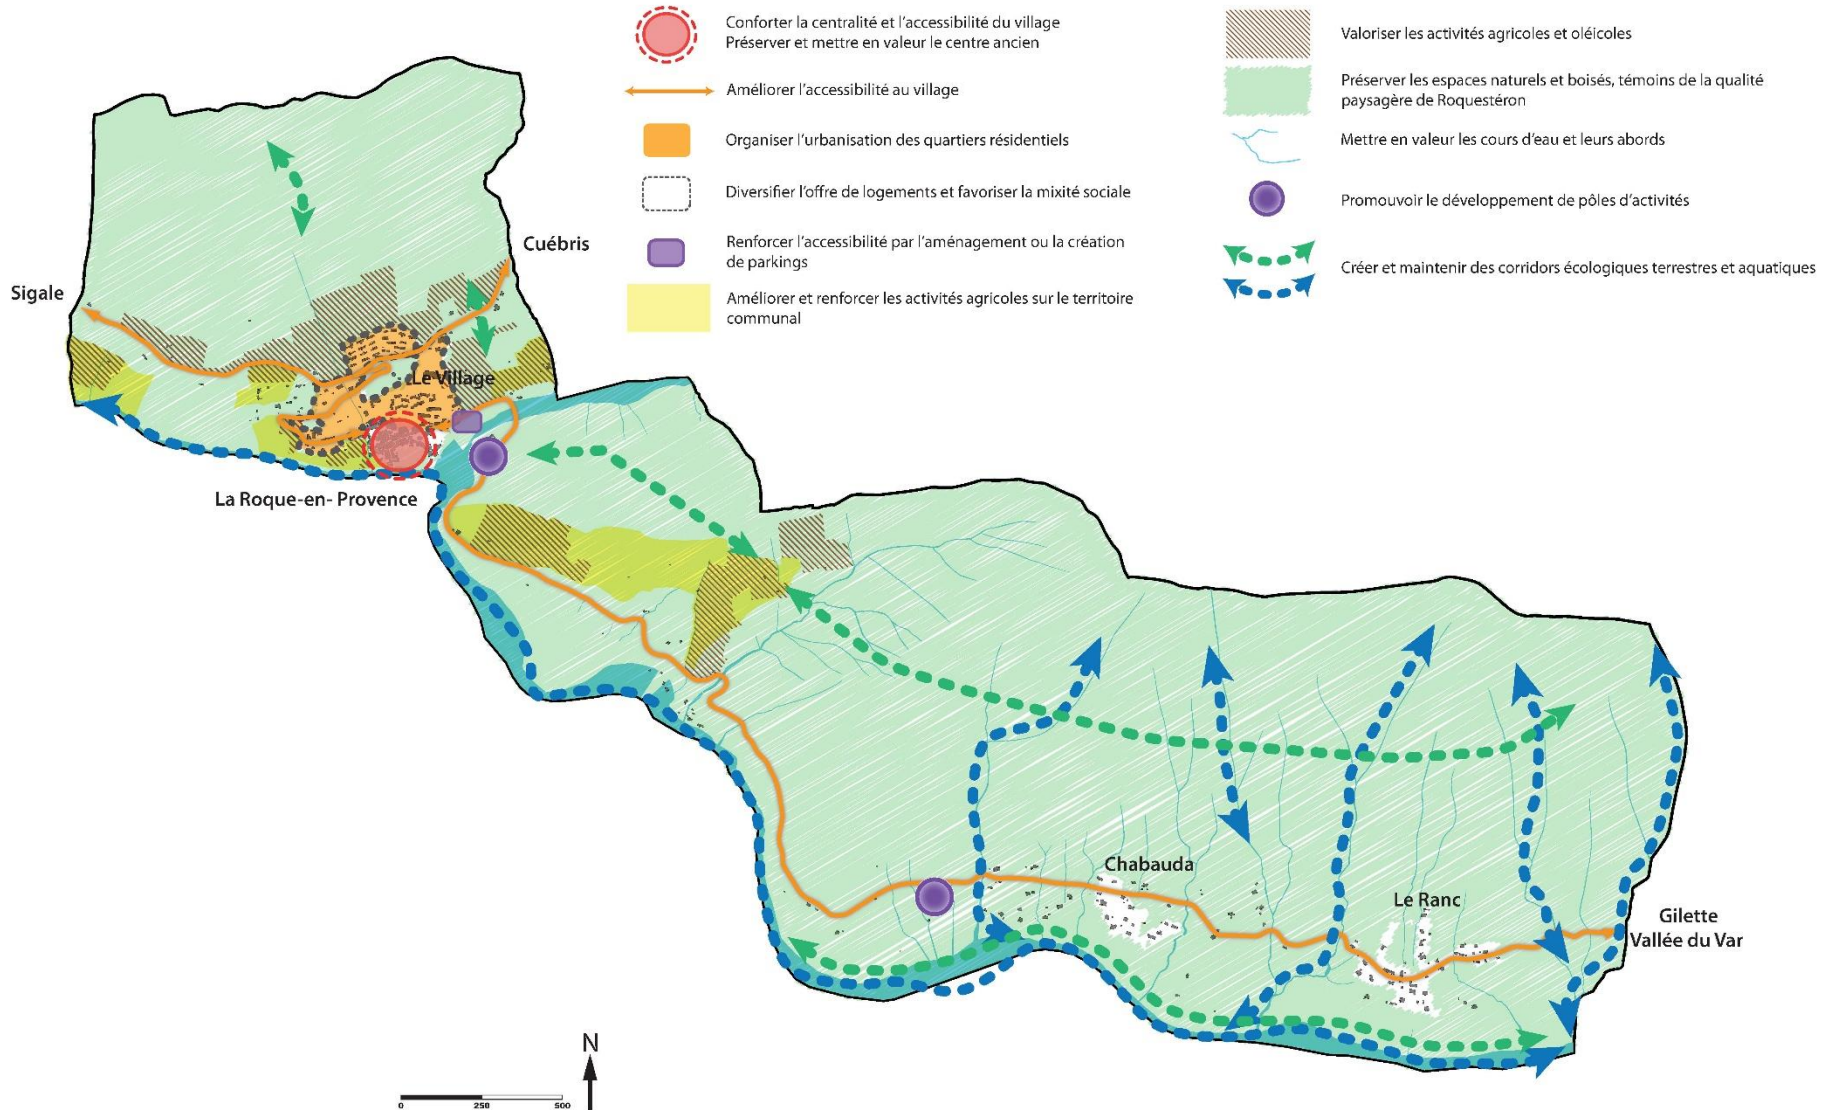 Conforter la centralité et l'accessibilité du village
Préserver et mettre en valeur le centre ancien
Améliorer l'accessibilité au village
Organiser l'urbanisation des quartiers résidentiels
Diversifier l'offre de logements et favoriser la mixité sociale
Renforcer l'accessibilité par l'aménagement ou la création
de parkings
Améliorer et renforcer les activités agricoles sur le territoire
communal
Valoriser les activités agricoles et oléicoles
Préserver les espaces naturels et boisés, témoins de la qualité
paysagère de Roquestéron
Mettre en valeur les cours d'eau et leurs abords
Promouvoir le développement de pôles d'activités
Créer et maintenir des corridors écologiques terrestres et aquatiques
Cuébris
Sigale
Le Village
La Roque-en- Provence
Chabauda
Le Ranc
Gilette
Vallée du Var
N
0 250 500